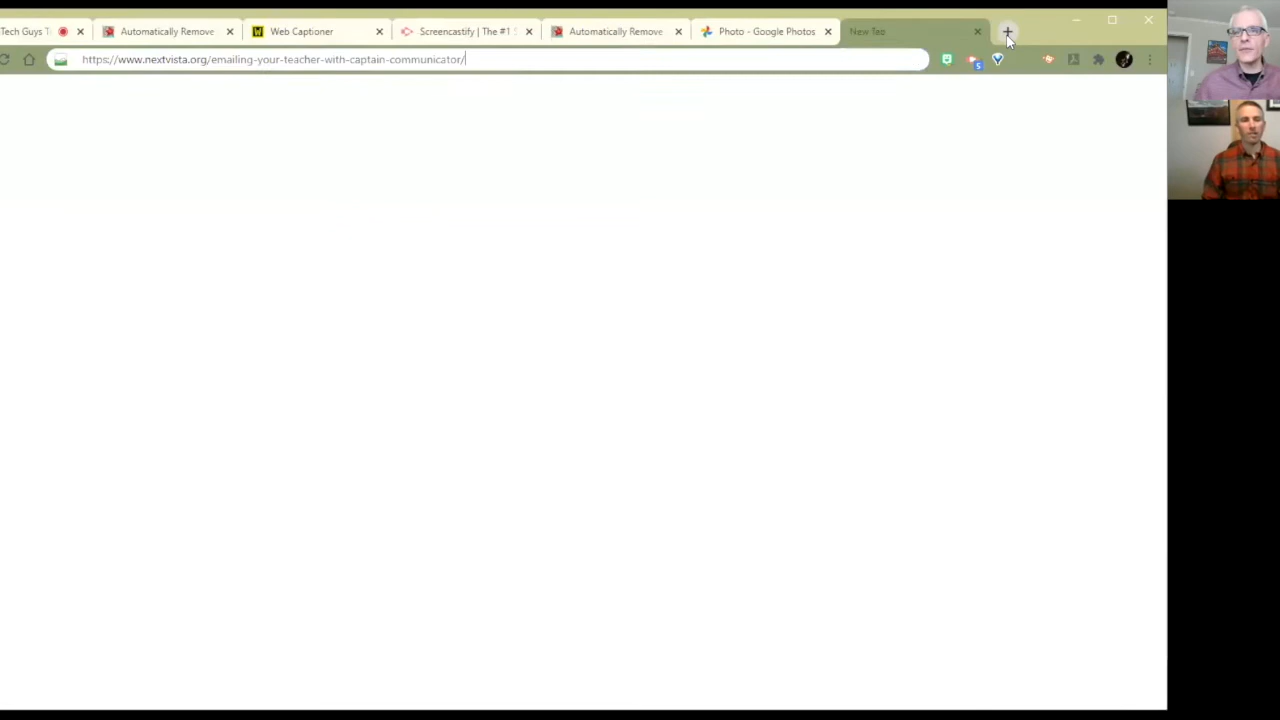 Tech Guys T
Automatically Remove
Web Captioner
Screencastify | The #1 S
Automatically Remove
Photo - Google Photos
New Tab
https://www.nextvista.org/emailing-your-teacher-with-captain-communicator/
5